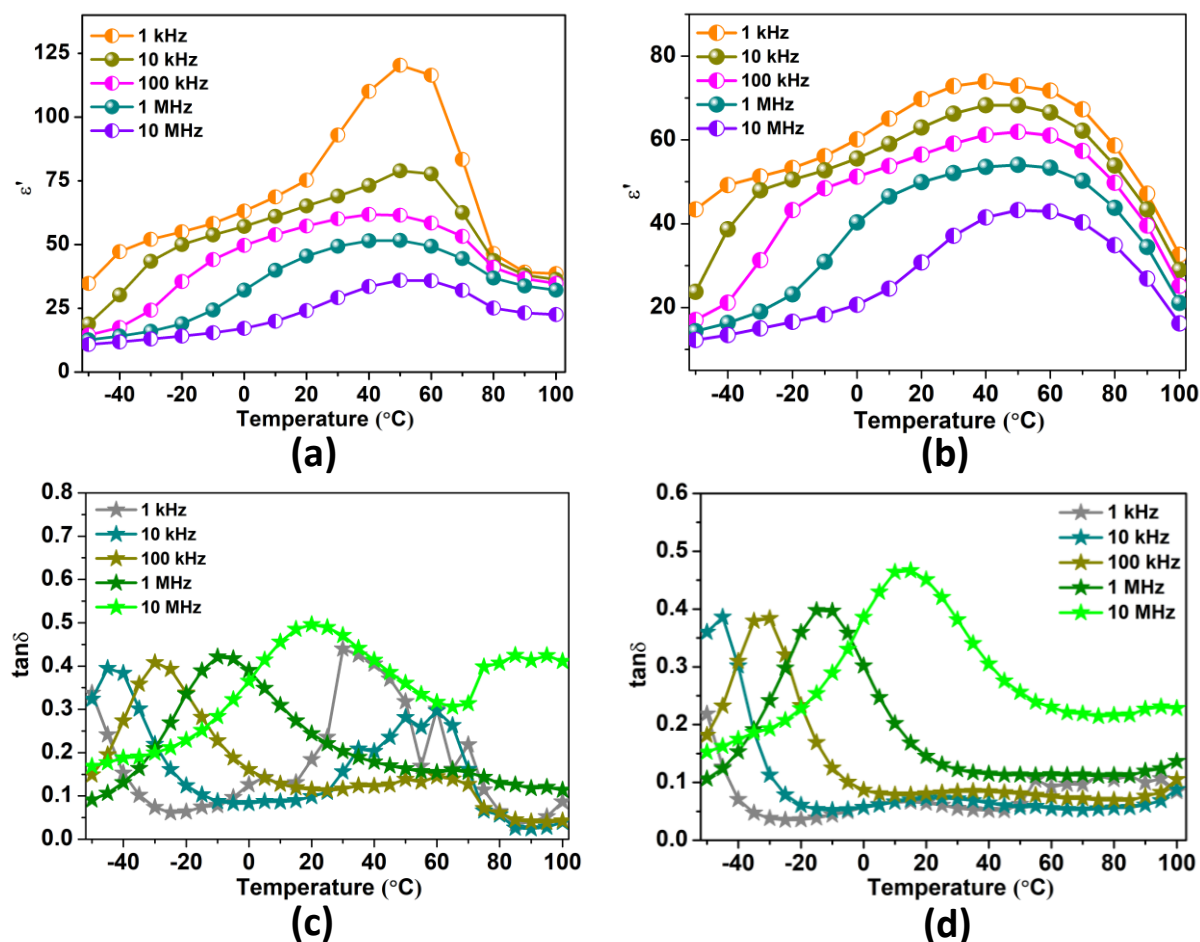 1 kHz
10 kHz
100 kHz
1 MHz
10 MHz
ε'
125
100
75
50
25
0
-40 -20 0 20 40 60 80 100
Temperature (°C)
(a)
1 kHz
10 kHz
100 kHz
1 MHz
10 MHz
ε'
80
60
40
20
-40 -20 0 20 40 60 80 100
Temperature (°C)
(b)
1 kHz
10 kHz
100 kHz
1 MHz
10 MHz
tanδ
0.8
0.7
0.6
0.5
0.4
0.3
0.2
0.1
0.0
-40 -20 0 20 40 60 80 100
Temperature (°C)
(c)
1 kHz
10 kHz
100 kHz
1 MHz
10 MHz
tanδ
0.6
0.5
0.4
0.3
0.2
0.1
0.0
-40 -20 0 20 40 60 80 100
Temperature (°C)
(d)